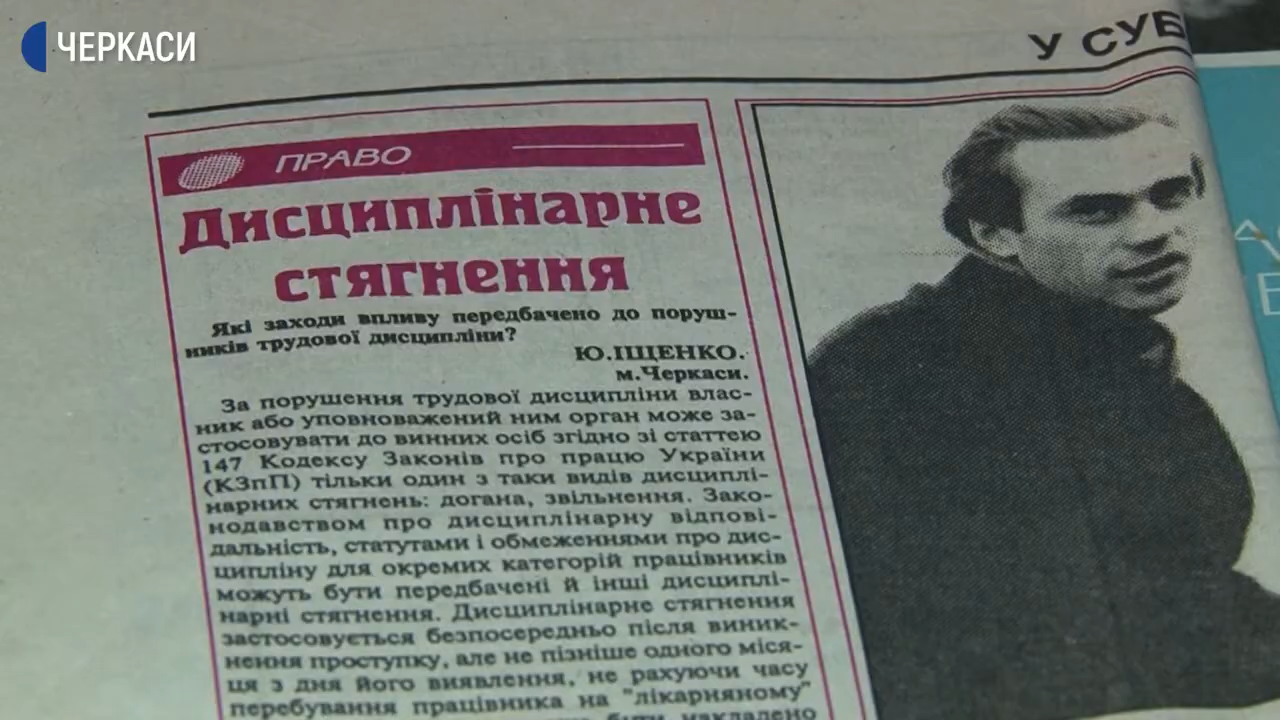 ЧЕРКАСИ
У СУБ
ПРАВО
Дисциплінарне
стягнення
Які заходи впливу передбачено до поруш-
ників трудової дисципліни?
Ю.ІЩЕНКО.
м.Черкаси.
За порушення трудової дисципліни влас-
ник або уповноважений ним орган може за-
стосовувати до винних осіб згідно зі статтею
147 Кодексу Законів про працю України
(КЗпП) тільки один з таки видів дисциплі-
нарних стягнень: догана, звільнення. Зако-
нодавством про дисциплінарну відпові-
дальність, статутами і обмеженнями про дис-
ципліну для окремих категорій працівників
можуть бути передбачені й інші дисциплі-
нарні стягнення. Дисциплінарне стягнення
застосовується безпосередньо після виник-
нення проступку, але не пізніше одного міся-
ця з дня його виявлення, не рахуючи часу
перебування працівника на "лікарняному"
бути накладено